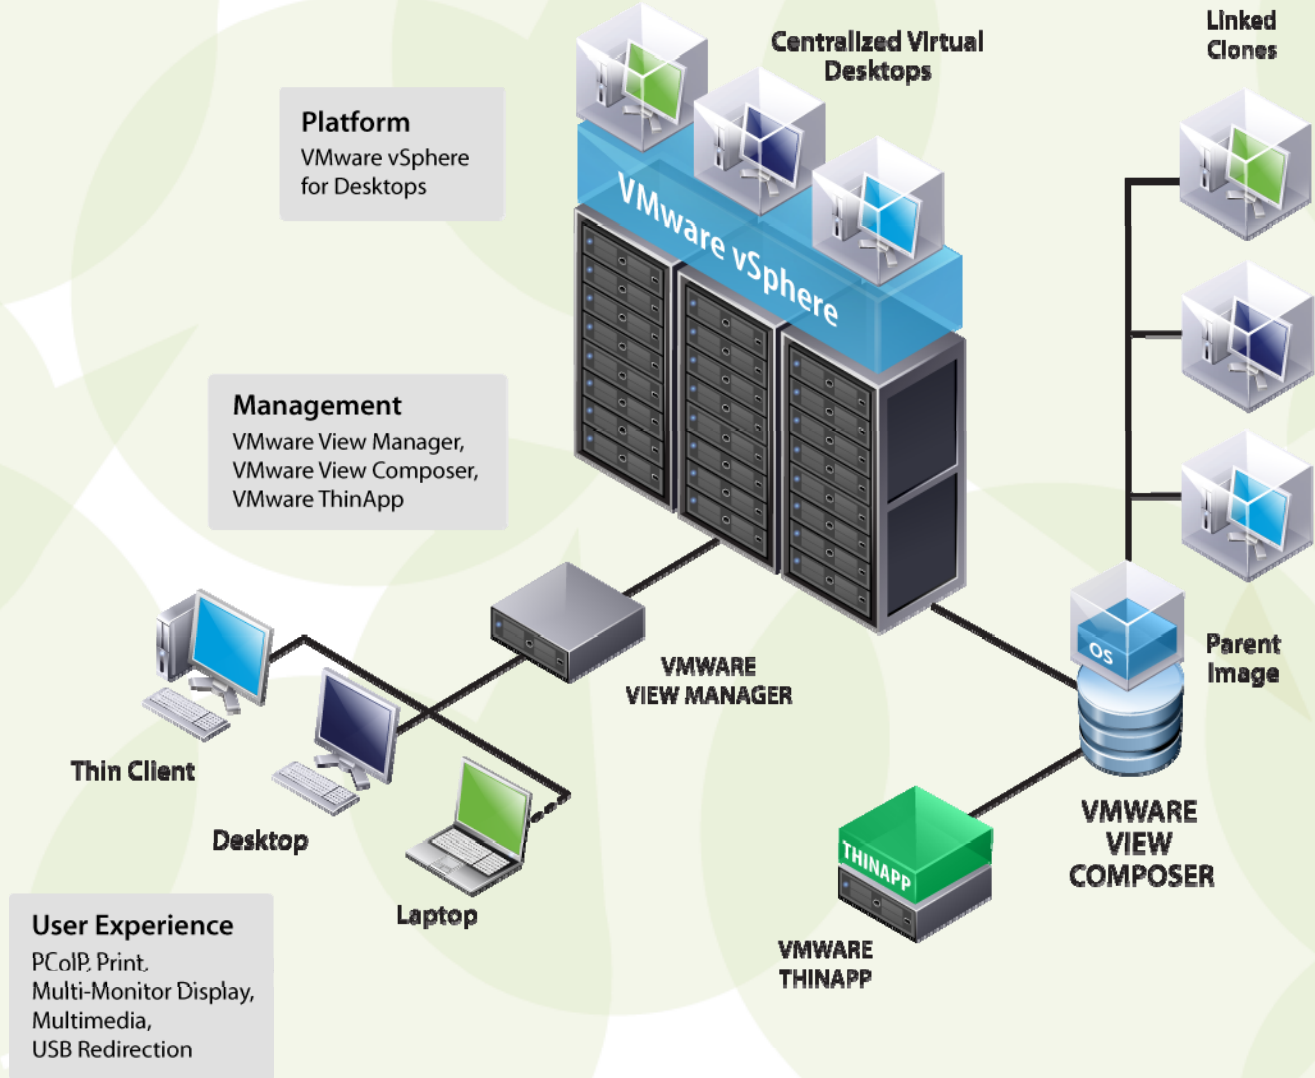 Linked
Clones
Centralized Virtual
Desktops
Platform
VMware vSphere
for Desktops
VMware vSphere
Management
VMware View Manager,
VMware View Composer,
VMware ThinApp
VMWARE
VIEW MANAGER
OS
Parent
Image
Thin Client
Desktop
Laptop
THINAPP
VMWARE
VIEW
COMPOSER
VMWARE
THINAPP
User Experience
PCoIP, Print,
Multi-Monitor Display,
Multimedia,
USB Redirection